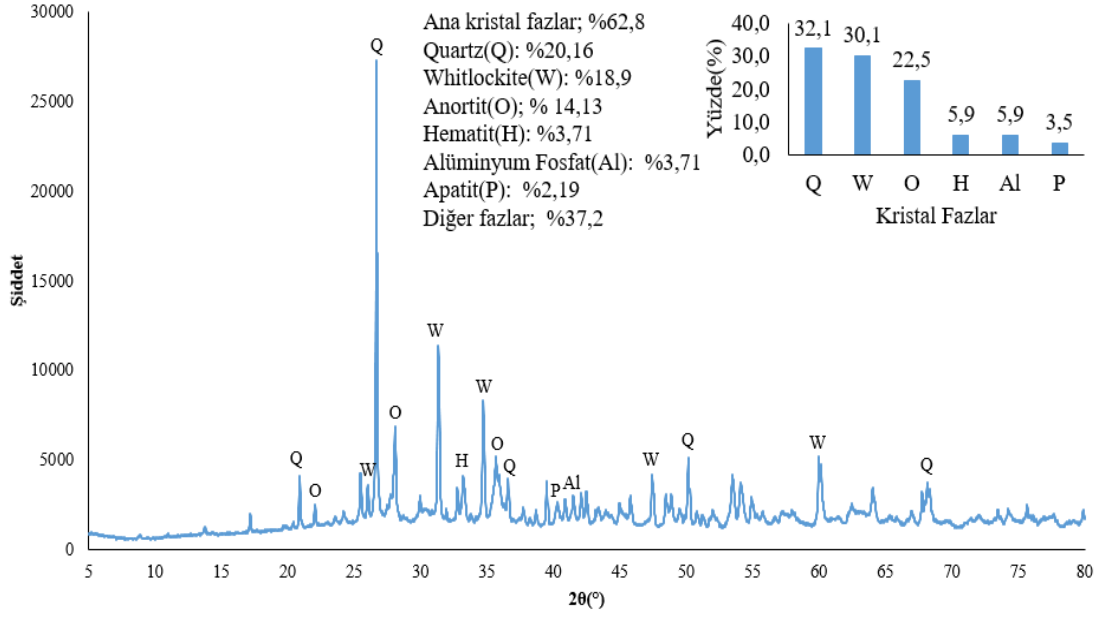 30000
25000
20000
15000
10000
5000
0
Şiddet
Ana kristal fazlar; %62,8
Quartz(Q): %20,16
Whitlockite(W): %18,9
Anortit(O); % 14,13
Hematit(H): %3,71
Alüminyum Fosfat(Al): %3,71
Apatit(P): %2,19
Diğer fazlar; %37,2
40,0
30,0
20,0
10,0
0,0
Yüzde(%)
32,1 30,1 22,5 5,9 5,9 3,5
Q W O H Al P
Kristal Fazlar
Q O W Q O W H W O Q P Al W Q W Q
5 10 15 20 25 30 35 40 45 50 55 60 65 70 75 80
2θ(°)